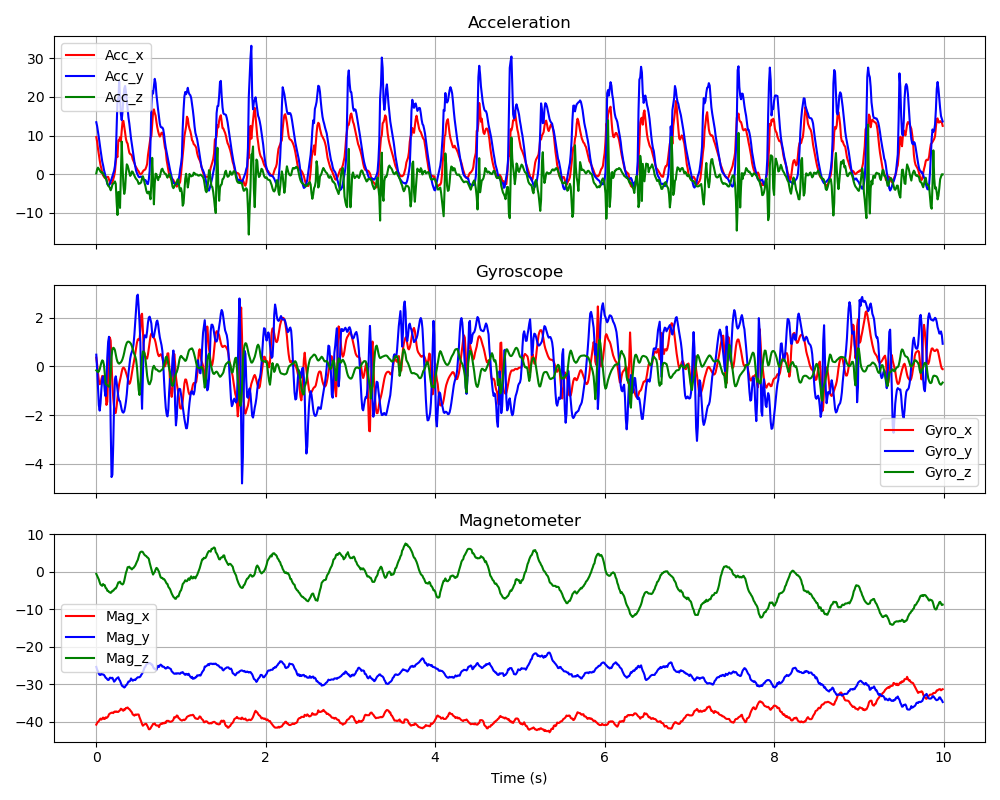 Acceleration
30
20
10
0
−10
Acc_x
Acc_y
Acc_z
Gyroscope
2
0
−2
−4
Gyro_x
Gyro_y
Gyro_z
Magnetometer
10
0
−10
−20
−30
−40
Mag_x
Mag_y
Mag_z
0 2 4 6 8 10
Time (s)